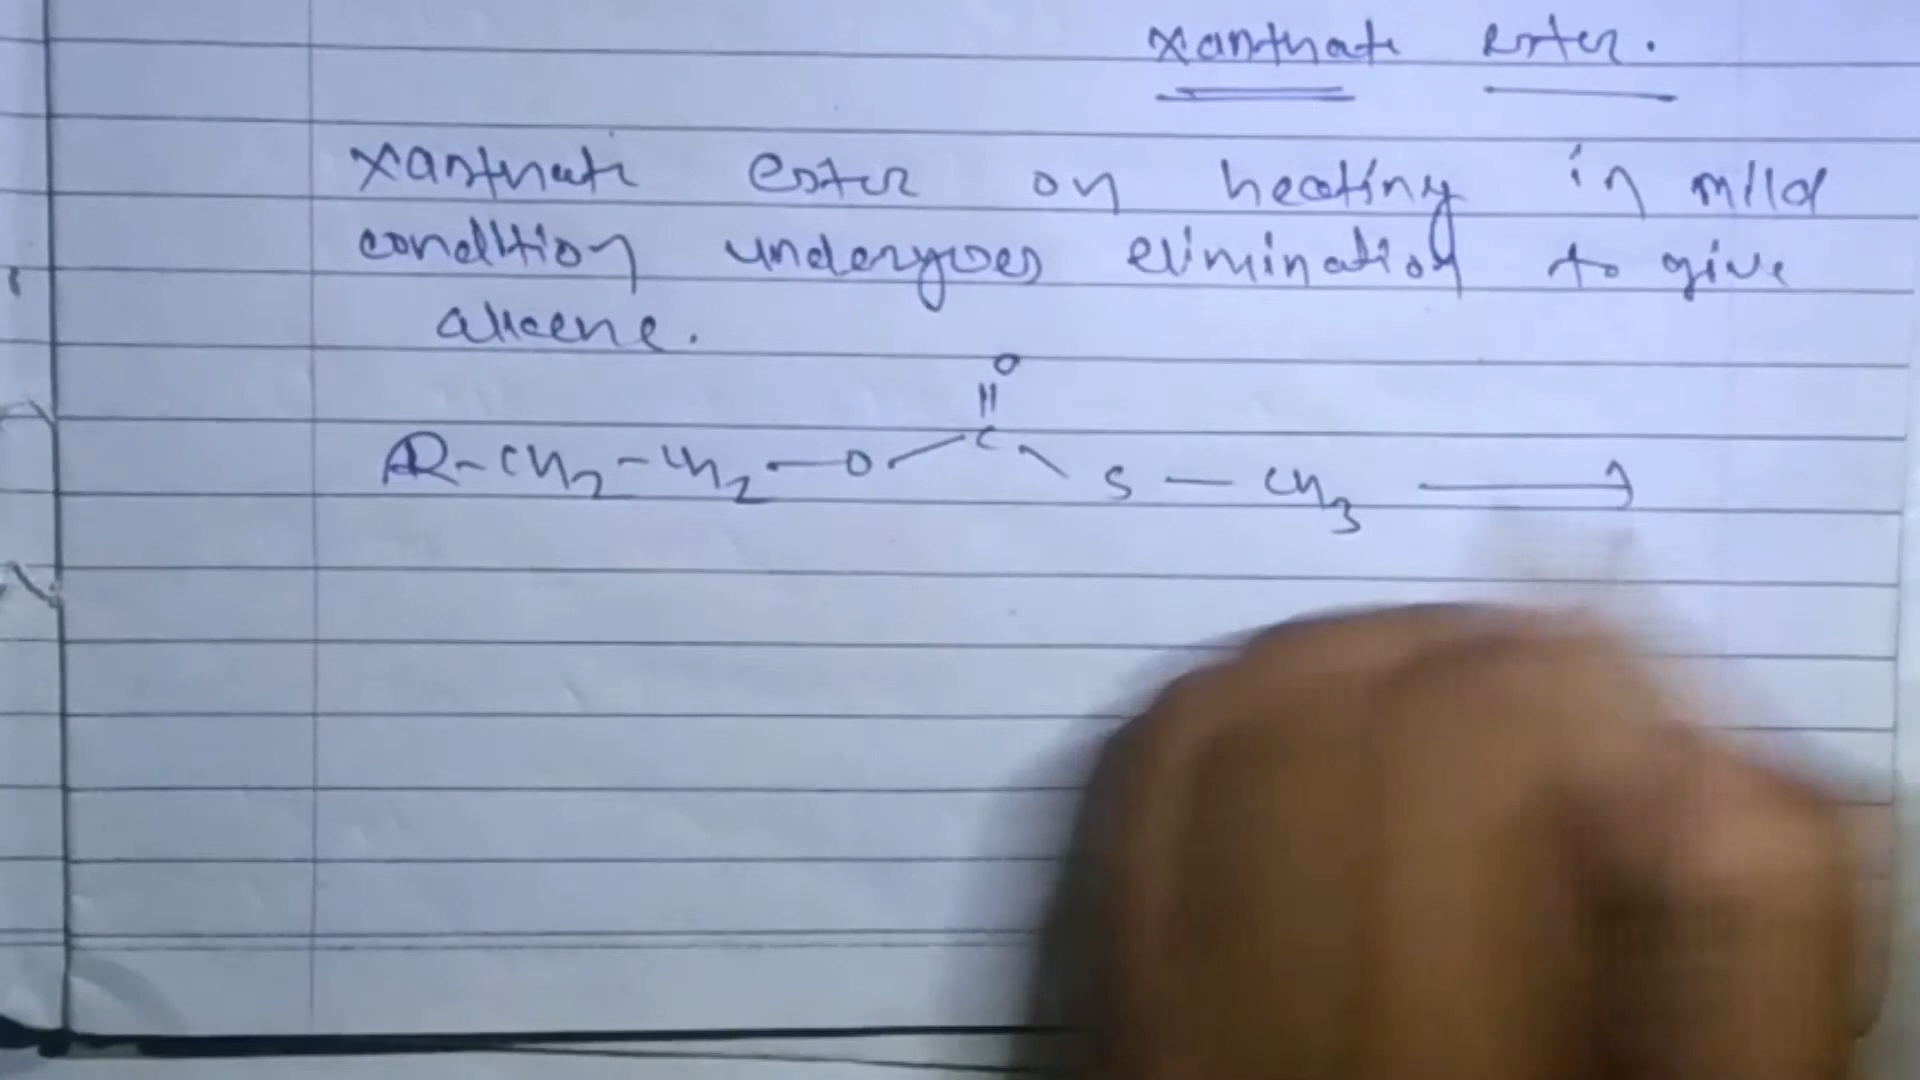 xanthate ester.
xanthate ester on heating in mild
condition undergoes elimination to give
alkene.
O
||
R-CH2-CH2-O C S-CH3 →